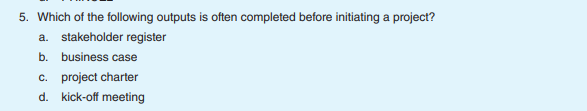 5. Which of the following outputs is often completed before initiating a project?
a. stakeholder register
b. business case
c. project charter
d. kick-off meeting